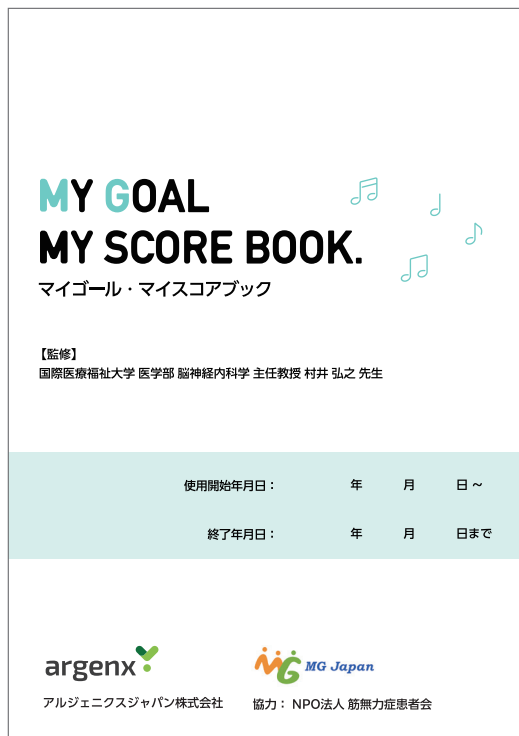 MY GOAL
MY SCORE BOOK.
マイゴール・マイスコアブック
【監修】
国際医療福祉大学 医学部 脳神経内科学 主任教授 村井 弘之 先生
使用開始年月日： 年 月 日～
終了年月日： 年 月 日まで
argenx
MG Japan
アルジェニクスジャパン株式会社
協力： NPO法人 筋無力症患者会